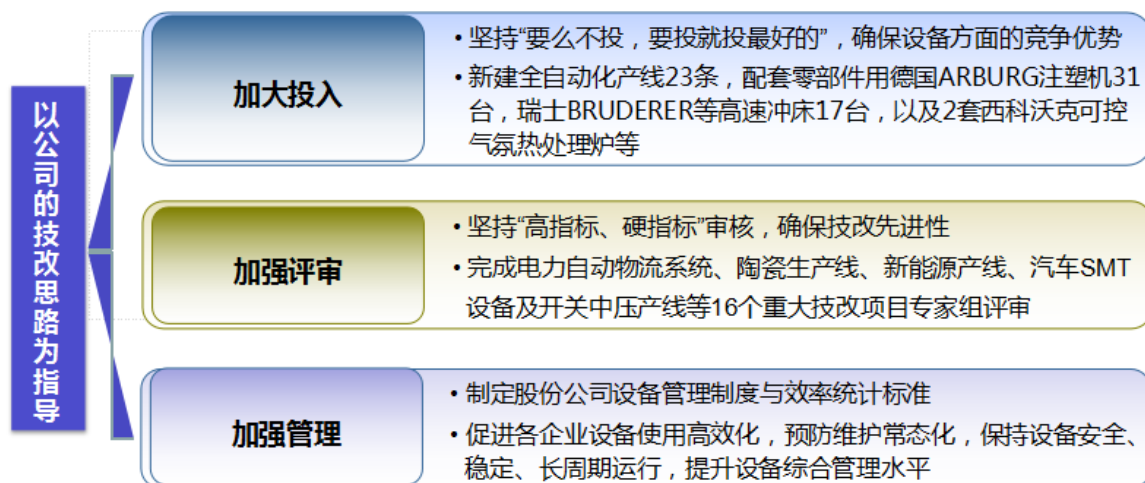 以公司的技改思路为指导
加大投入
• 坚持“要么不投，要投就投最好的”，确保设备方面的竞争优势
• 新建全自动化产线23条，配套零部件用德国ARBURG注塑机31
台，瑞士BRUDERER等高速冲床17台，以及2套西科沃克可控
气氛热处理炉等
加强评审
• 坚持“高指标、硬指标”审核，确保技改先进性
• 完成电力自动物流系统、陶瓷生产线、新能源产线、汽车SMT
设备及开关中压产线等16个重大技改项目专家组评审
加强管理
• 制定股份公司设备管理制度与效率统计标准
• 促进各企业设备使用高效化，预防维护常态化，保持设备安全、
稳定、长周期运行，提升设备综合管理水平